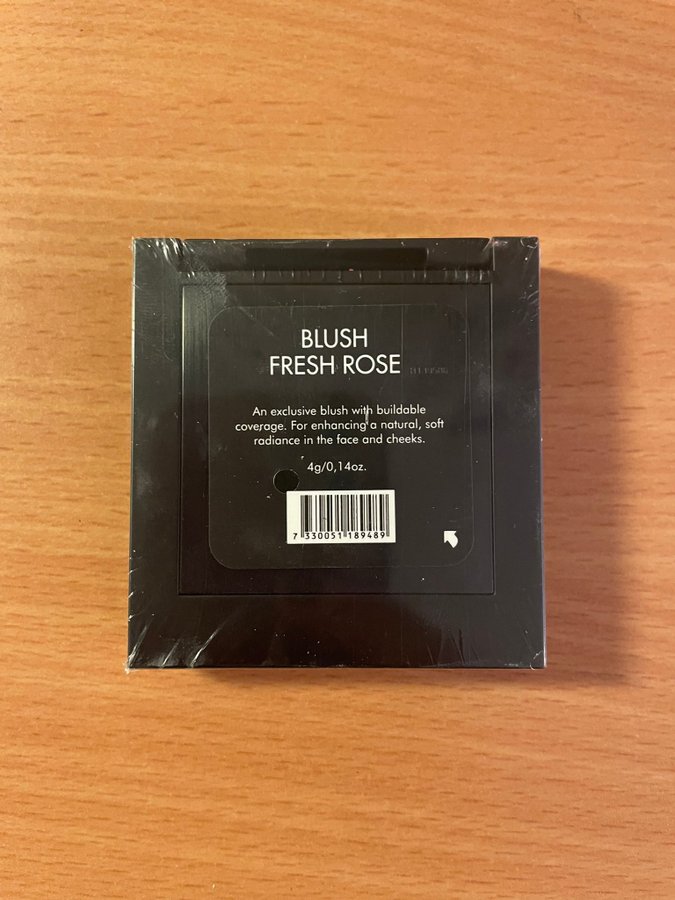 BLUSH
FRESH ROSE
An exclusive blush with buildable
coverage. For enhancing a natural, soft
radiance in the face and cheeks.
4g/0,14oz.
7 330051 189489